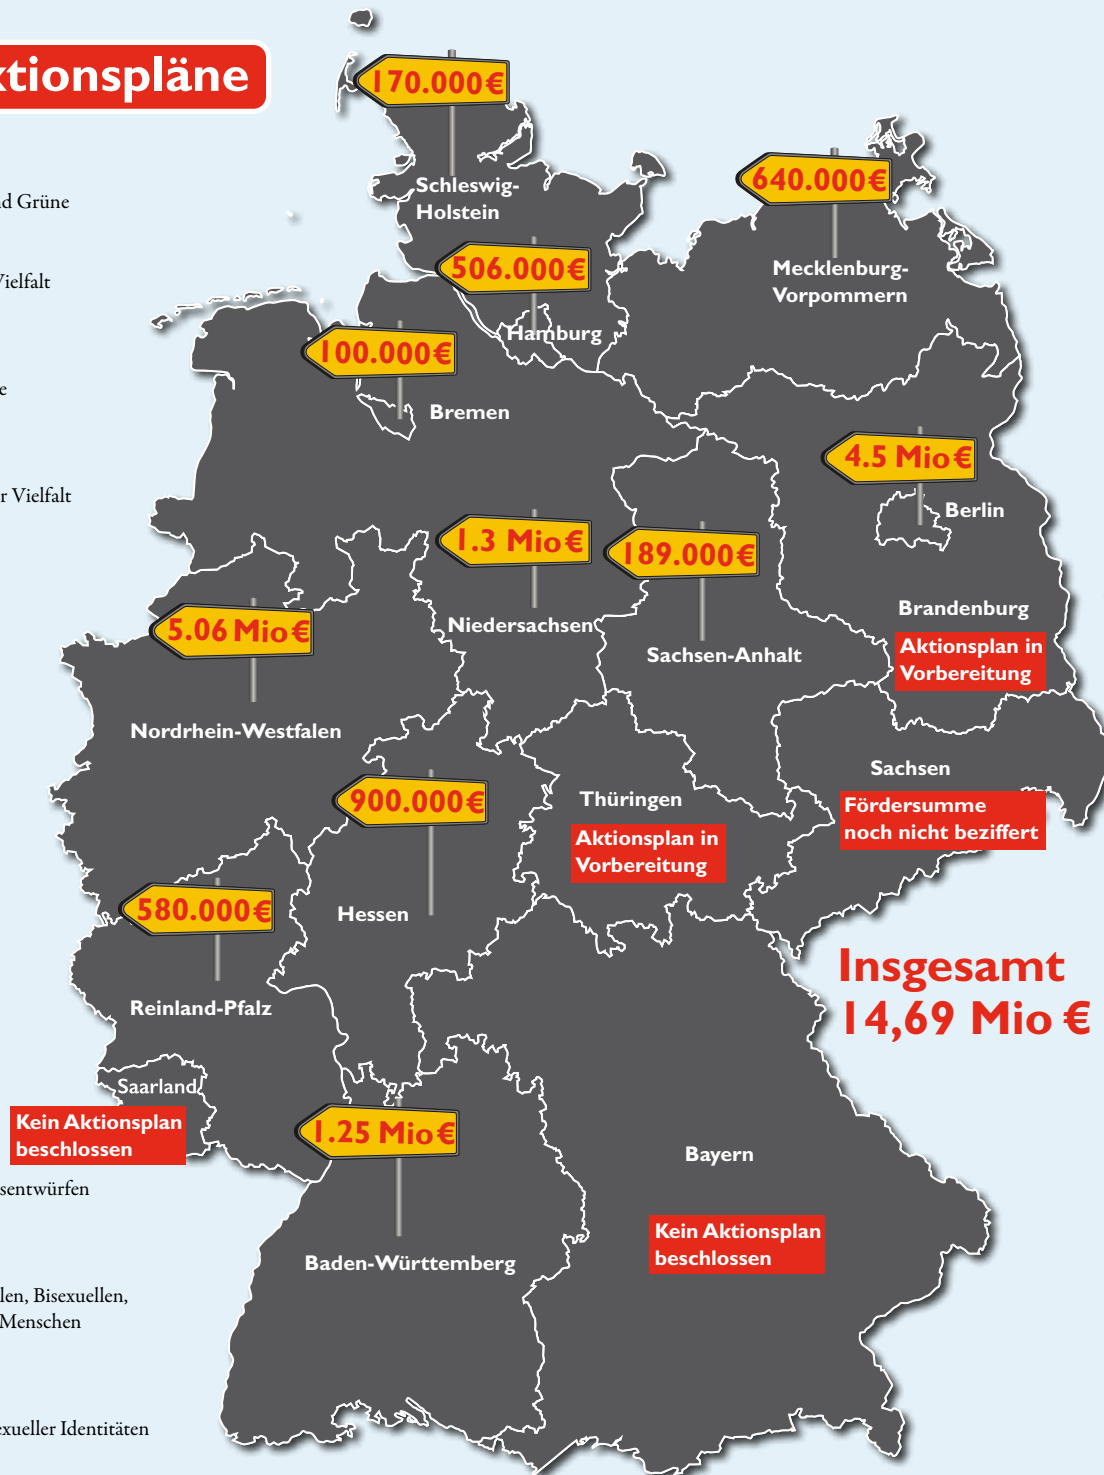 ktionspläne
170.000€
Schleswig-
Holstein
640.000€
nd Grüne
Mecklenburg-
Vorpommern
506.000€
Vielfalt
Hamburg
100.000€
e
Bremen
4.5 Mio€
r Vielfalt
Berlin
1.3 Mio€
189.000€
Brandenburg
Aktionsplan in
Vorbereitung
Niedersachsen
5.06 Mio€
Sachsen-Anhalt
Nordrhein-Westfalen
Sachsen
Fördersumme
noch nicht beziffert
900.000€
Thüringen
Aktionsplan in
Vorbereitung
580.000€
Hessen
Insgesamt
14,69 Mio €
Reinland-Pfalz
Saarland
Kein Aktionsplan
beschlossen
1.25 Mio€
Bayern
sentwürfen
Kein Aktionsplan
beschlossen
Baden-Württemberg
len, Bisexuellen,
Menschen
exueller Identitäten